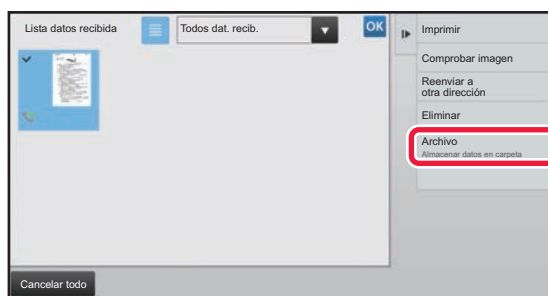 Lista datos recibida
Todos dat. recib.
OK
Imprimir
Comprobar imagen
Reenviar a
otra dirección
Eliminar
Archivo
Almacenar datos en carpeta
Cancelar todo